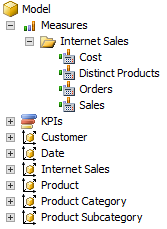 Model
Measures
Internet Sales
Cost
Distinct Products
Orders
Sales
KPIs
Customer
Date
Internet Sales
Product
Product Category
Product Subcategory